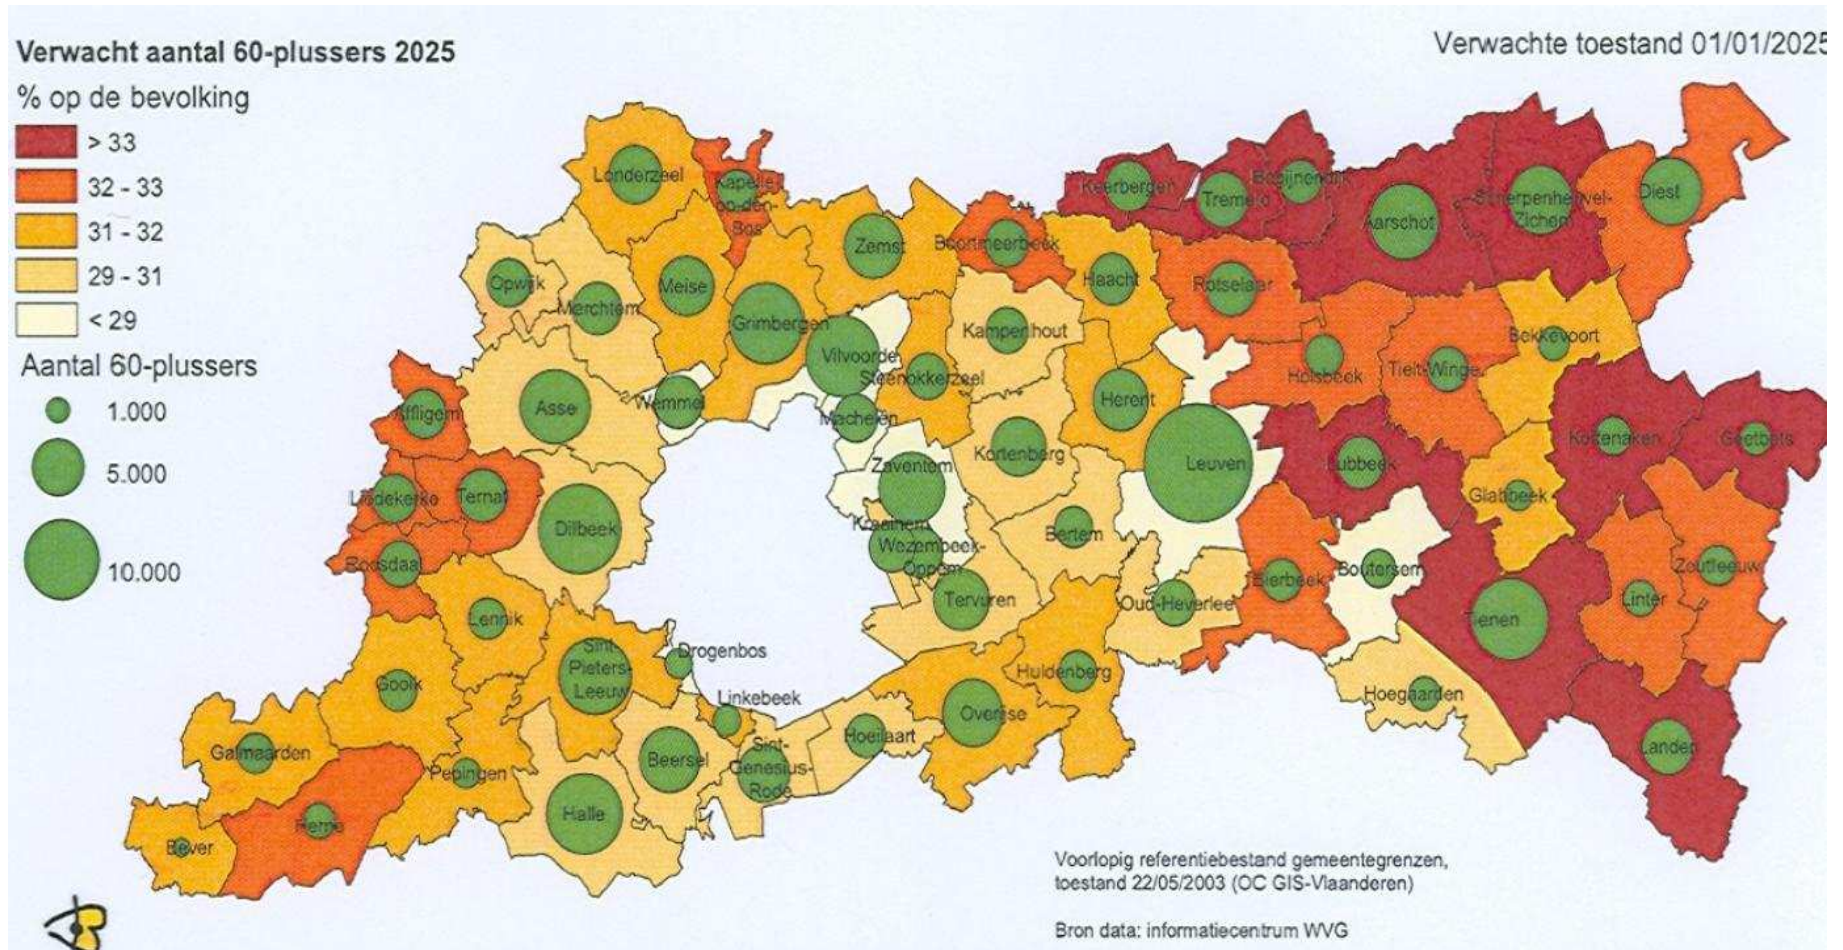 Verwacht aantal 60-plussers 2025
Verwachte toestand 01/01/2025
% op de bevolking
> 33
32 - 33
31 - 32
29 - 31
< 29
Aantal 60-plussers
1.000
5.000
10.000
Londerzeel
Kapelle-
op-den-
Bos
Keerbergen
Tremelo
Begijnendijk
Aarschot
Scherpenheuvel-
Zichem
Diest
Zemst
Boortmeerbeek
Haacht
Rotselaar
Opwijk
Merchtem
Meise
Grimbergen
Kampenhout
Vilvoorde
Steenokkerzeel
Bekkevoort
Holsbeek
Tielt-Winge
Affligem
Asse
Wemmel
Machelen
Herent
Kortenberg
Zaventem
Leuven
Lubbeek
Kortenaken
Geetbets
Glabbeek
Liedekerke
Ternat
Dilbeek
Kraainem
Wezembeek-
Oppem
Bertem
Roosdaal
Tervuren
Oud-Heverlee
Bierbeek
Boutersem
Tienen
Linter
Zoutleeuw
Lennik
Sint-
Pieters-
Leeuw
Drogenbos
Linkebeek
Huldenberg
Hoegaarden
Gooik
Overijse
Hoeilaart
Sint-
Genesius-
Rode
Beersel
Landen
Galmaarden
Pepingen
Halle
Herne
Bever
Voorlopig referentiebestand gemeentegrenzen,
toestand 22/05/2003 (OC GIS-Vlaanderen)
Bron data: informatiecentrum WVG